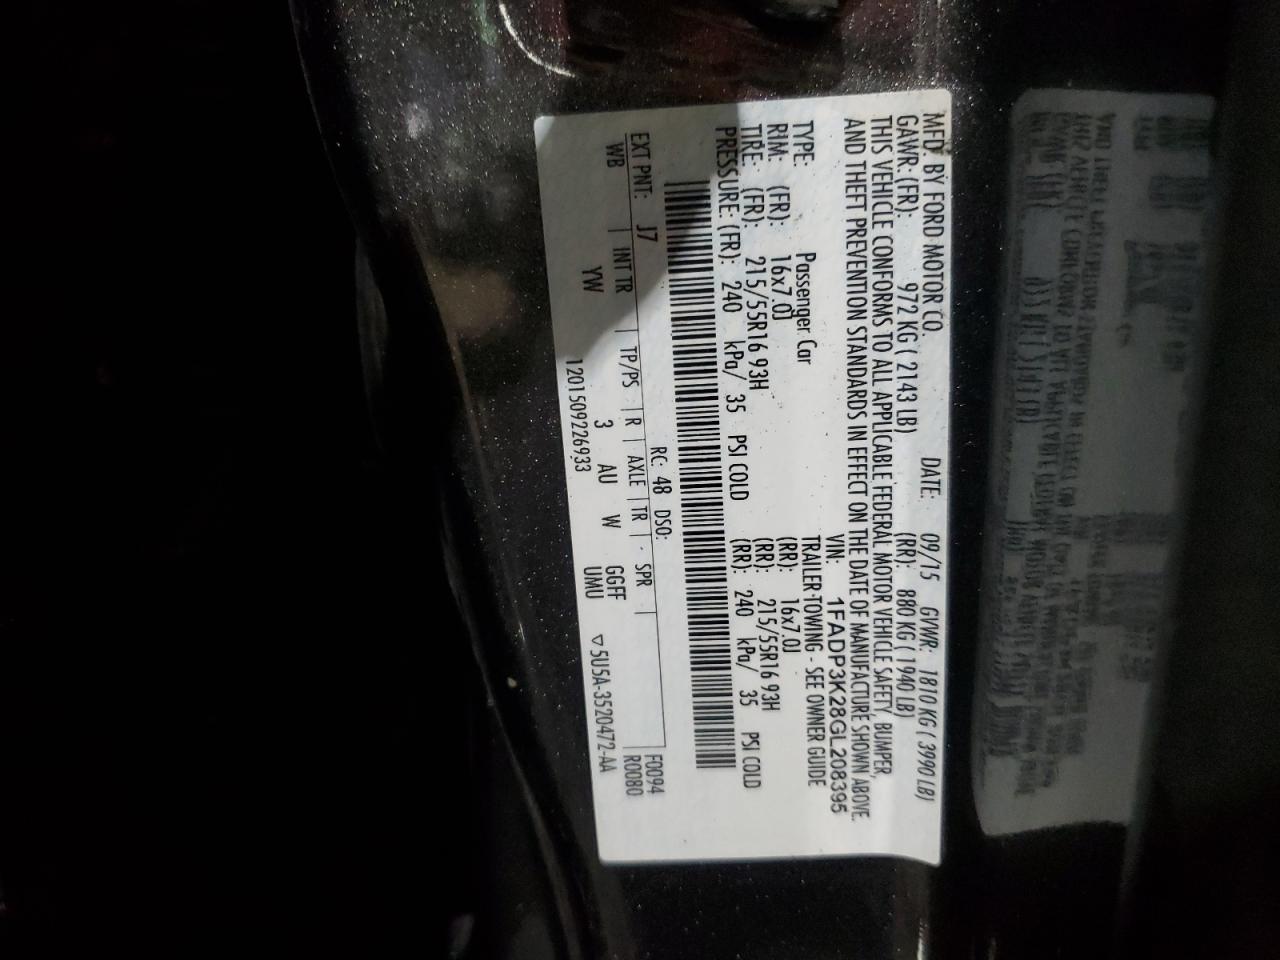 MFD. BY FORD MOTOR CO.
DATE: 09/15 GVWR: 1810 KG ( 3990 LB)
GAWR: (FR): 972 KG ( 2143 LB) (RR): 880 KG ( 1940 LB)
THIS VEHICLE CONFORMS TO ALL APPLICABLE FEDERAL MOTOR VEHICLE SAFETY, BUMPER,
AND THEFT PREVENTION STANDARDS IN EFFECT ON THE DATE OF MANUFACTURE SHOWN ABOVE.
VIN: 1FADP3K28GL208395
TYPE: Passenger Car TRAILER TOWING - SEE OWNER GUIDE
RIM: (FR): 16x7.0J (RR): 16x7.0J
TIRE: (FR): 215/55R16 93H (RR): 215/55R16 93H
PRESSURE: (FR): 240 kPa/ 35 PSI COLD (RR): 240 kPa/ 35 PSI COLD
F0094
R0080
EXT PNT: J7 RC: 48 DSO:
WB | INT TR | TP/PS | R | AXLE | TR | SPR |
YW 3 AU W GGFF
UMU
1201509226933
▽ 5U5A-3520472-AA